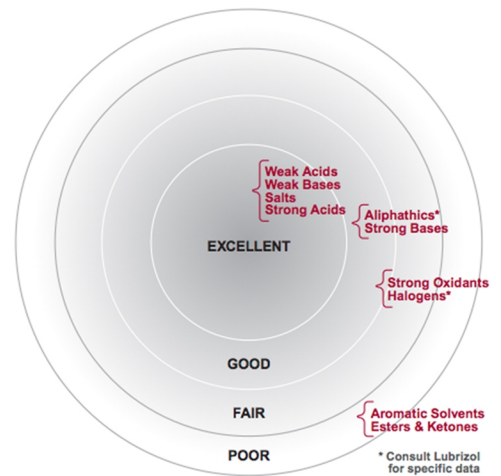 Weak Acids
Weak Bases
Salts
Strong Acids
Aliphathics*
Strong Bases
EXCELLENT
Strong Oxidants
Halogens*
GOOD
FAIR
Aromatic Solvents
Esters & Ketones
POOR
* Consult Lubrizol
for specific data